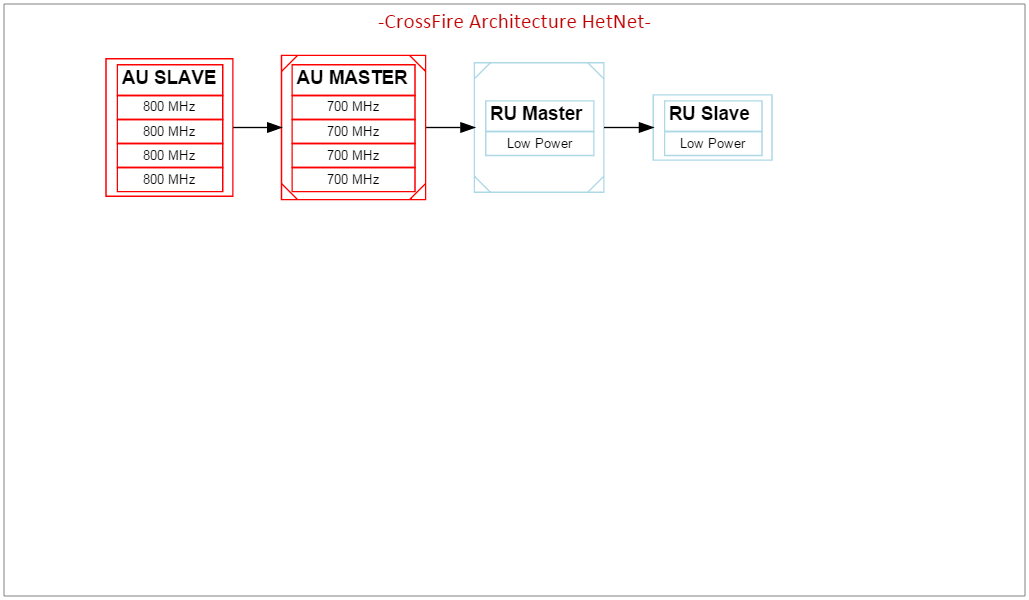 -CrossFire Architecture HetNet-
AU SLAVE
800 MHz
800 MHz
800 MHz
800 MHz
AU MASTER
700 MHz
700 MHz
700 MHz
700 MHz
RU Master
Low Power
RU Slave
Low Power